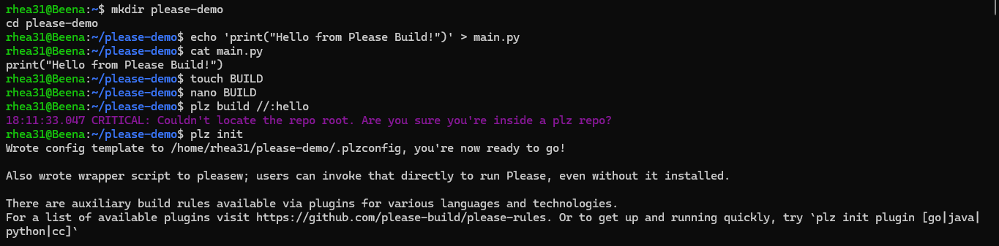 rhea31@Beena:~$ mkdir please-demo
cd please-demo
rhea31@Beena:~/please-demo$ echo 'print("Hello from Please Build!")' > main.py
rhea31@Beena:~/please-demo$ cat main.py
print("Hello from Please Build!")
rhea31@Beena:~/please-demo$ touch BUILD
rhea31@Beena:~/please-demo$ nano BUILD
rhea31@Beena:~/please-demo$ plz build //:hello
18:11:33.047 CRITICAL: Couldn't locate the repo root. Are you sure you're inside a plz repo?
rhea31@Beena:~/please-demo$ plz init
Wrote config template to /home/rhea31/please-demo/.plzconfig, you're now ready to go!
Also wrote wrapper script to pleasew; users can invoke that directly to run Please, even without it installed.
There are auxiliary build rules available via plugins for various languages and technologies.
For a list of available plugins visit https://github.com/please-build/please-rules. Or to get up and running quickly, try `plz init plugin [go|java|
python|cc]`